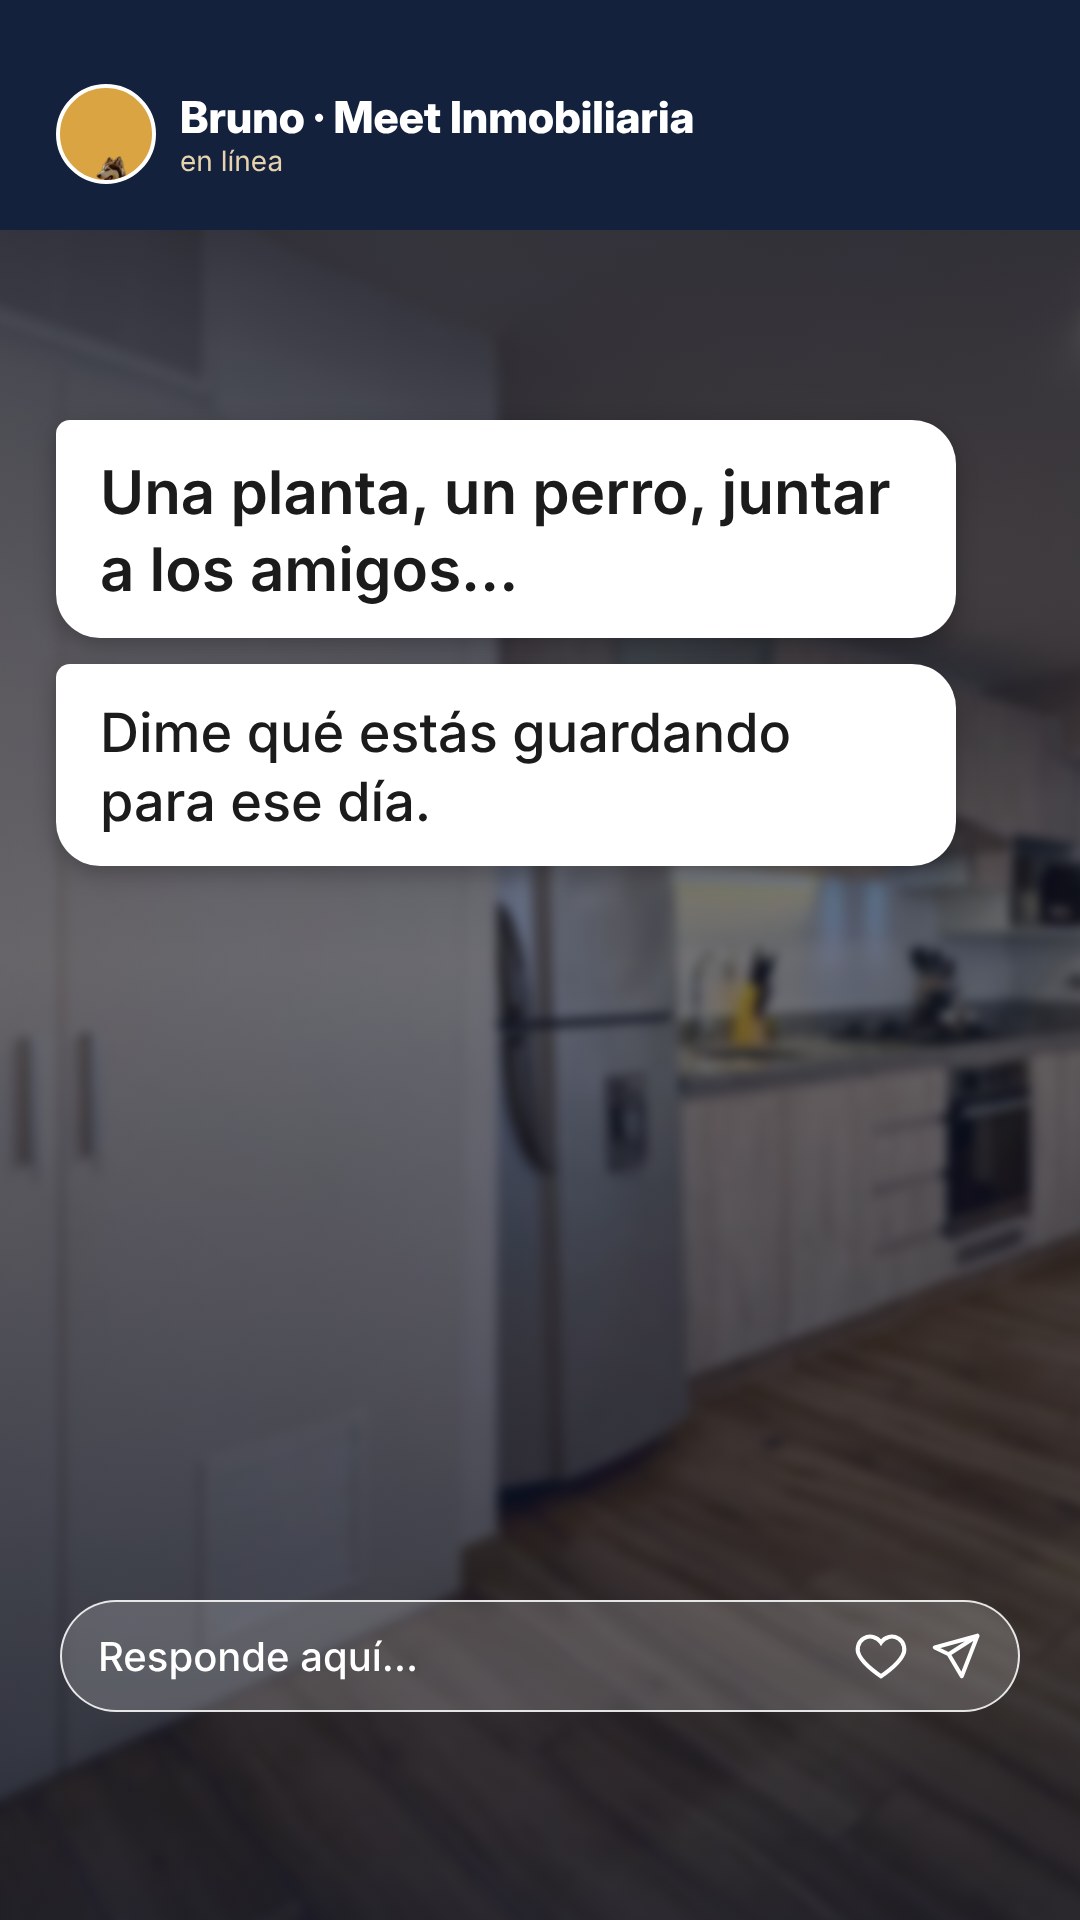 Bruno · Meet Inmobiliaria
en línea
Una planta, un perro, juntar
a los amigos...
Dime qué estás guardando
para ese día.
Responde aquí...